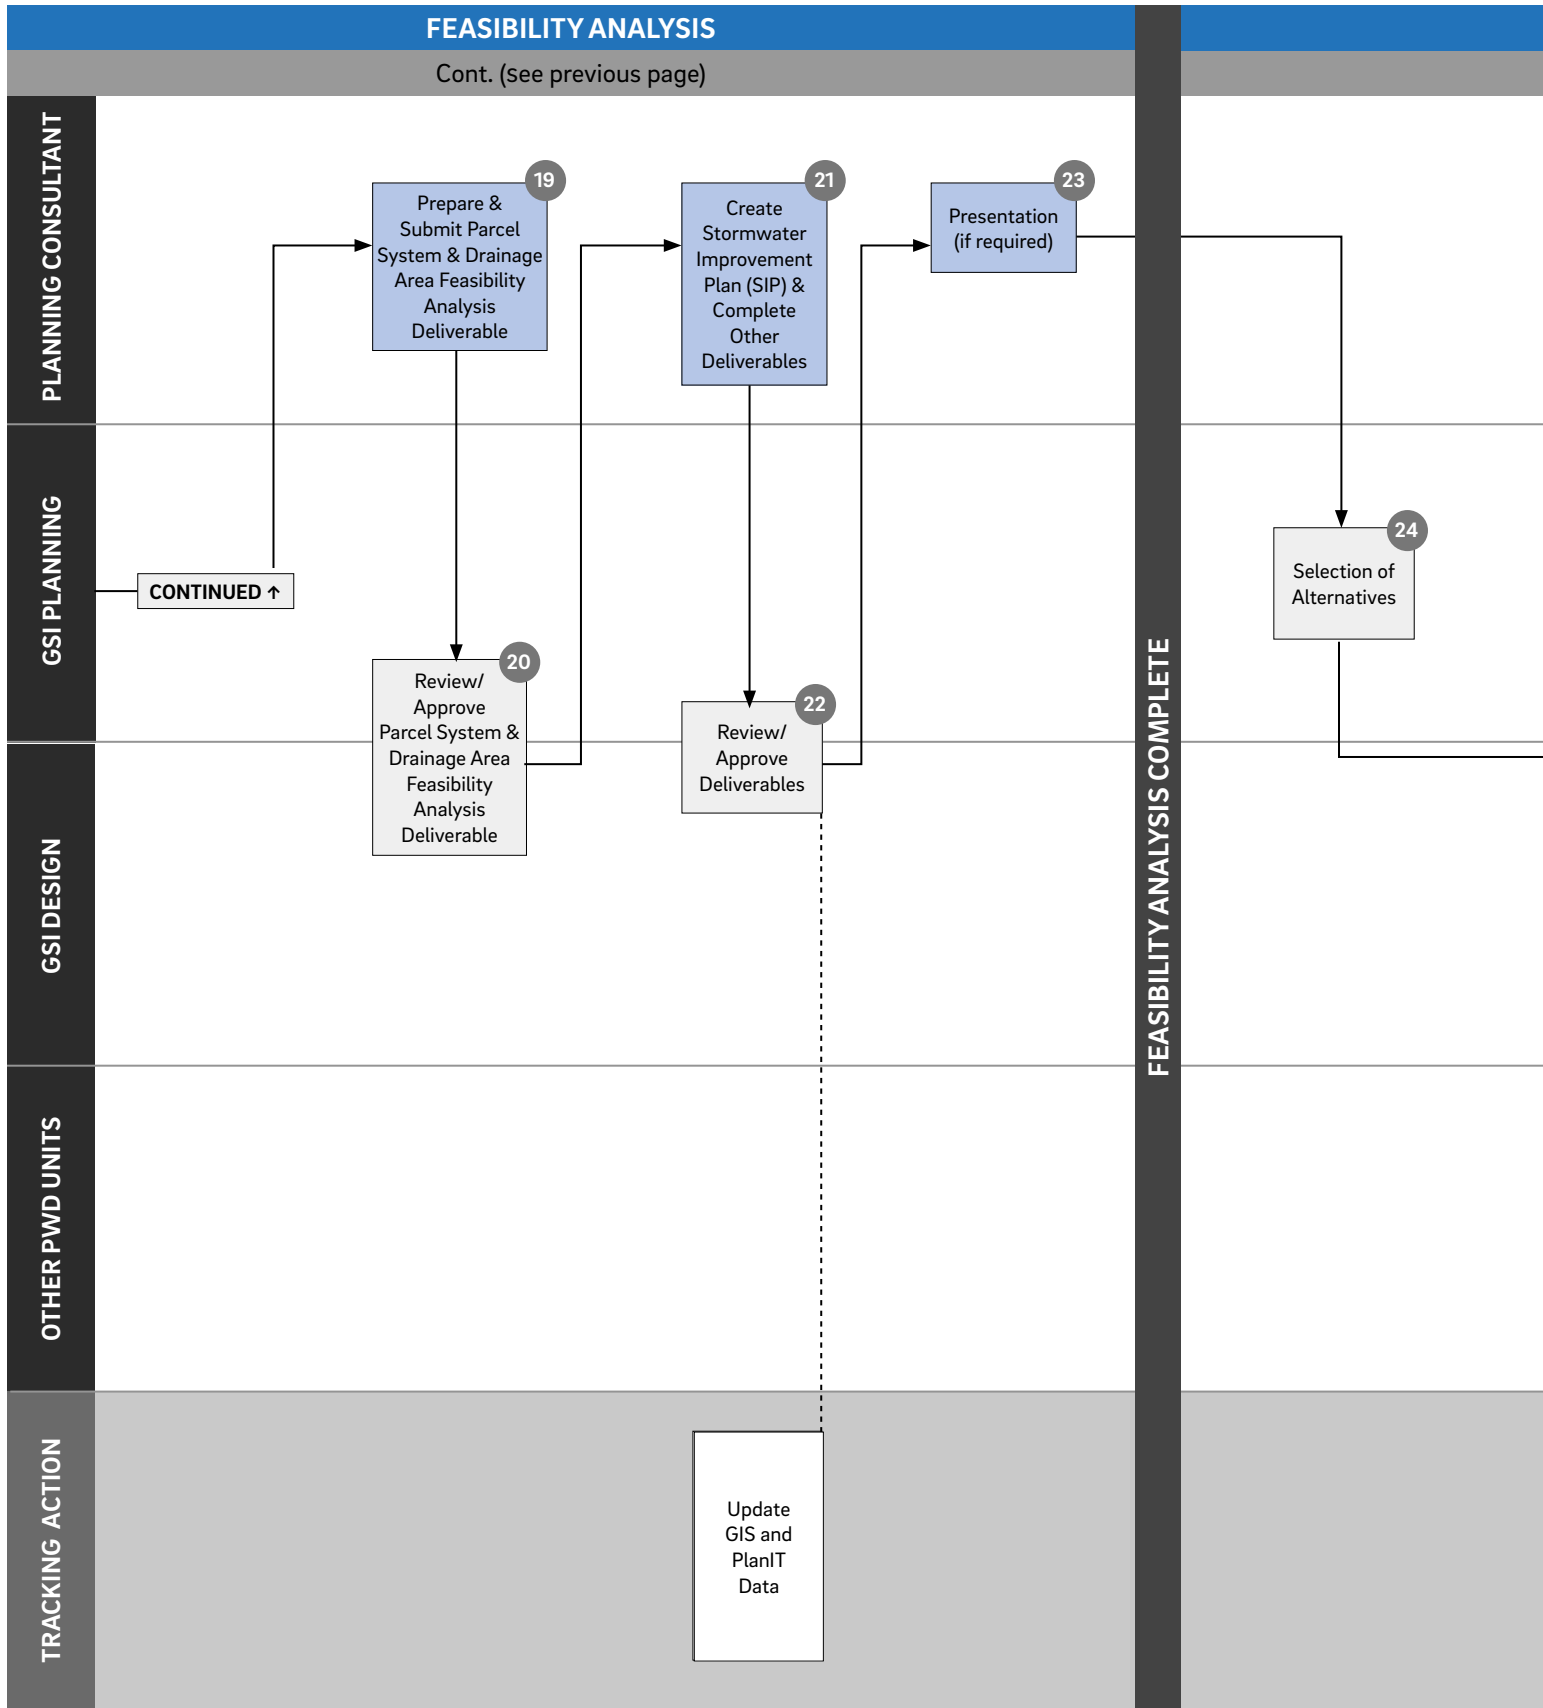 FEASIBILITY ANALYSIS
Cont. (see previous page)
PLANNING CONSULTANT
19
Prepare &
Submit Parcel
System & Drainage
Area Feasibility
Analysis
Deliverable
21
Create
Stormwater
Improvement
Plan (SIP) &
Complete
Other
Deliverables
23
Presentation
(if required)
GSI PLANNING
CONTINUED ↑
20
Review/
Approve
Parcel System &
Drainage Area
Feasibility
Analysis
Deliverable
22
Review/
Approve
Deliverables
FEASIBILITY ANALYSIS COMPLETE
24
Selection of
Alternatives
GSI DESIGN
OTHER PWD UNITS
TRACKING ACTION
Update
GIS and
PlanIT
Data